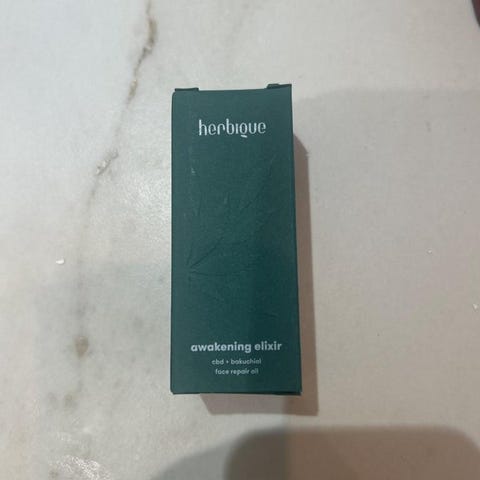 herbique
awakening elixir
cbd + bakuchiol
face repair oil